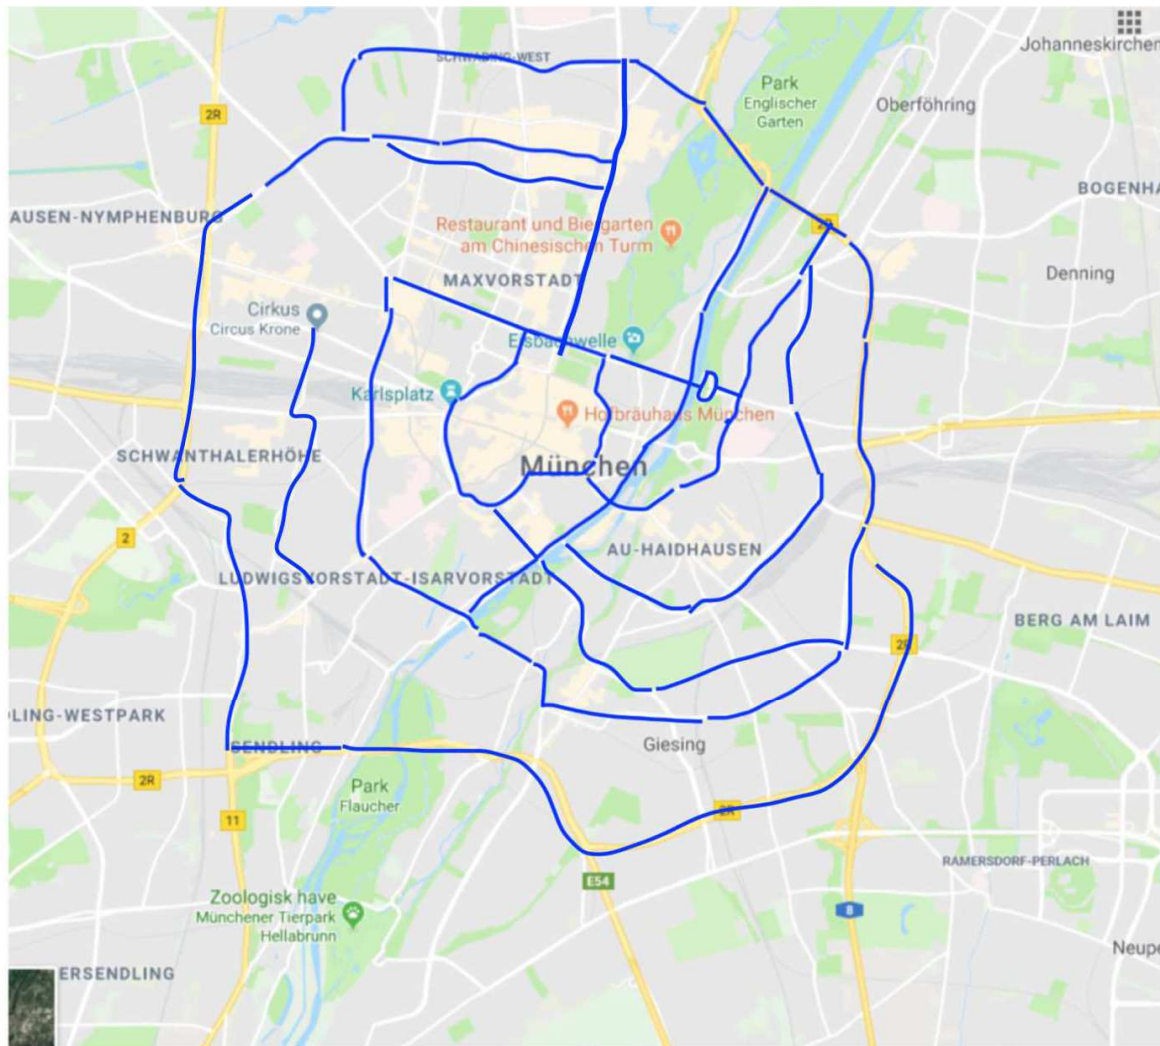 Johanneskirchen
SCHWABING-WEST
Park
Englischer
Garten
Oberföhring
2R
BOGENHA
AUSEN-NYMPHENBURG
Restaurant und Biergarten
am Chinesischen Turm
2R
MAXVORSTADT
Denning
Cirkus
Circus Krone
Eisbachwelle
Karlsplatz
Hofbräuhaus München
SCHWANTHALERHÖHE
München
2
AU-HAIDHAUSEN
LUDWIGSVORSTADT-ISARVORSTADT
BERG AM LAIM
2R
DLING-WESTPARK
SENDLING
Giesing
2R
Park
Flaucher
11
2R
RAMERSDORF-PERLACH
E54
Zoologisk have
Münchener Tierpark
Hellabrunn
8
Neupe
ERSENDLING